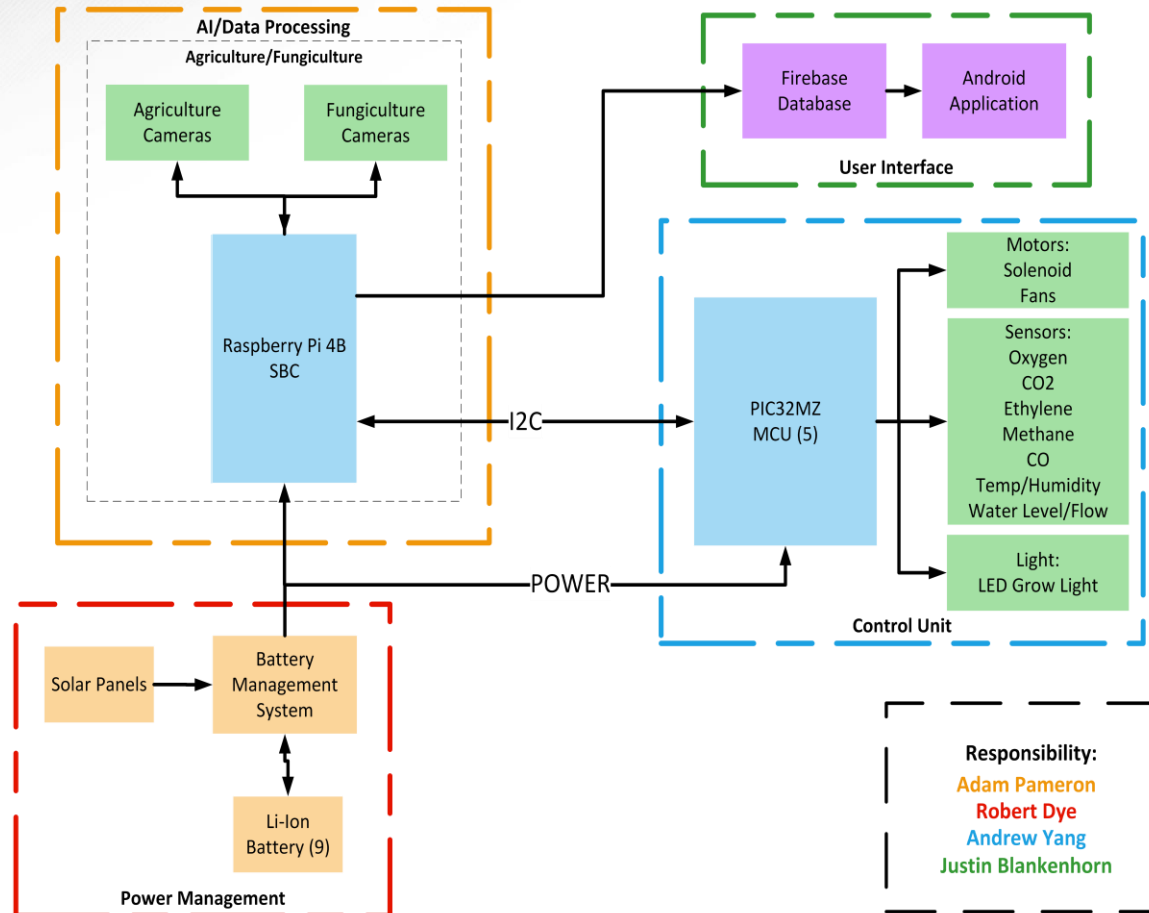 AI/Data Processing
Agriculture/Fungiculture
Agriculture
Cameras
Fungiculture
Cameras
Raspberry Pi 4B
SBC
Firebase
Database
Android
Application
User Interface
I2C
PIC32MZ
MCU (5)
Motors:
Solenoid
Fans
Sensors:
Oxygen
CO2
Ethylene
Methane
CO
Temp/Humidity
Water Level/Flow
Light:
LED Grow Light
Control Unit
POWER
Solar Panels
Battery
Management
System
Li-Ion
Battery (9)
Power Management
Responsibility:
Adam Pameron
Robert Dye
Andrew Yang
Justin Blankenhorn